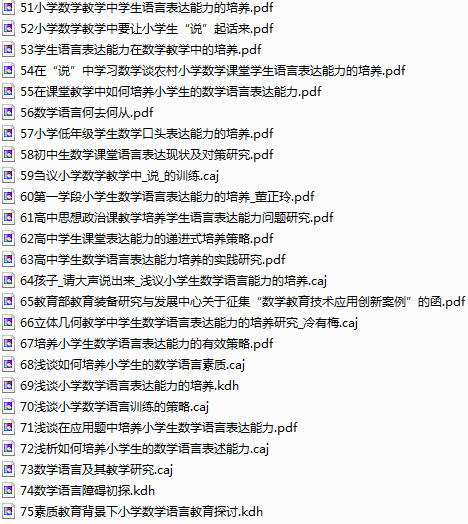 51小学数学教学中学生语言表达能力的培养.pdf
52小学数学教学中要让小学生“说”起话来.pdf
53学生语言表达能力在数学教学中的培养.pdf
54在“说”中学习数学谈农村小学数学课堂学生语言表达能力的培养.pdf
55在课堂教学中如何培养小学生的数学语言表达能力.pdf
56数学语言何去何从.pdf
57小学低年级学生数学口头表达能力的培养.pdf
58初中生数学课堂语言表达现状及对策研究.pdf
59刍议小学数学教学中_说_的训练.caj
60第一学段小学生数学语言表达能力的培养_董正玲.pdf
61高中思想政治课教学培养学生语言表达能力问题研究.pdf
62高中学生课堂表达能力的递进式培养策略.pdf
63高中学生数学语言表达能力培养的实践研究.pdf
64孩子_请大声说出来_浅议小学生数学语言能力的培养.caj
65教育部教育装备研究与发展中心关于征集“数学教育技术应用创新案例”的函.pdf
66立体几何教学中学生数学语言表达能力的培养研究_冷有梅.caj
67培养小学生数学语言表达能力的有效策略.pdf
68浅谈如何培养小学生的数学语言素质.caj
69浅谈小学数学语言表达能力的培养.kdh
70浅谈小学数学语言训练的策略.caj
71浅谈在应用题中培养小学生数学语言表达能力.pdf
72浅析如何培养小学生的数学语言表述能力.caj
73数学语言及其教学研究.caj
74数学语言障碍初探.kdh
75素质教育背景下小学数学语言教育探讨.kdh